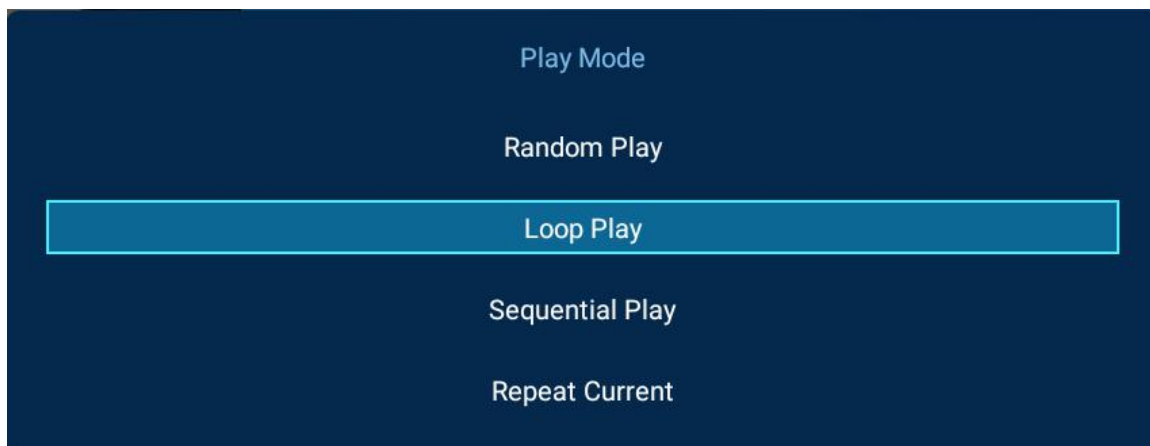 Play Mode
Random Play
Loop Play
Sequential Play
Repeat Current